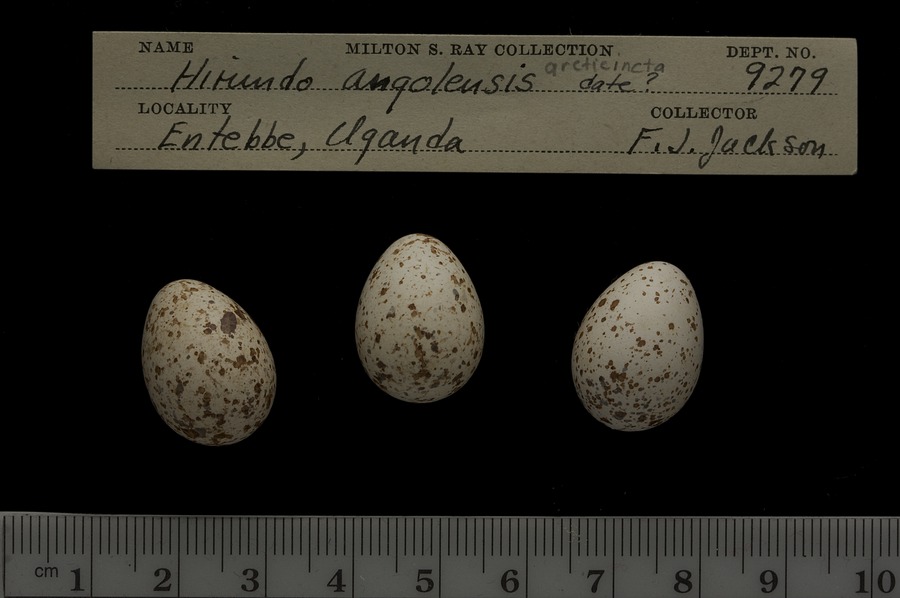 NAME MILTON S. RAY COLLECTION. DEPT. NO.
arcticincta
Hirundo angolensis date? 9279
LOCALITY COLLECTOR
Entebbe, Uganda F. J. Jackson
cm 1 2 3 4 5 6 7 8 9 10